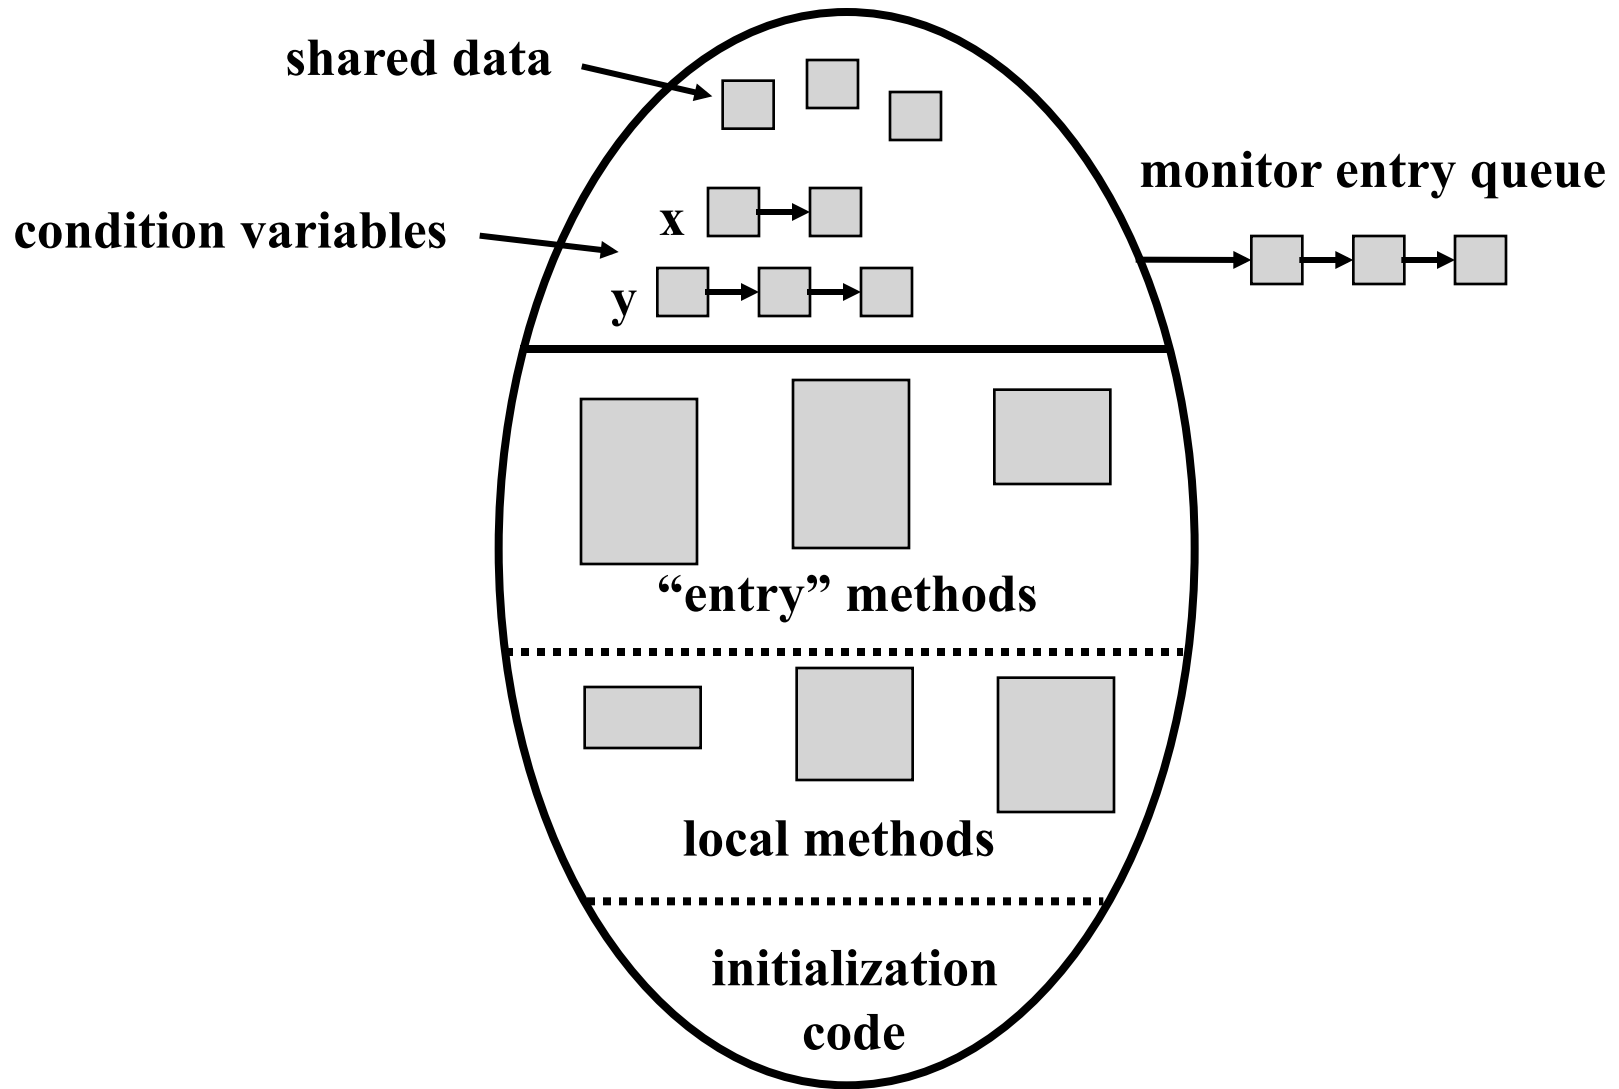 shared data
monitor entry queue
condition variables
x
y
“entry” methods
local methods
initialization
code